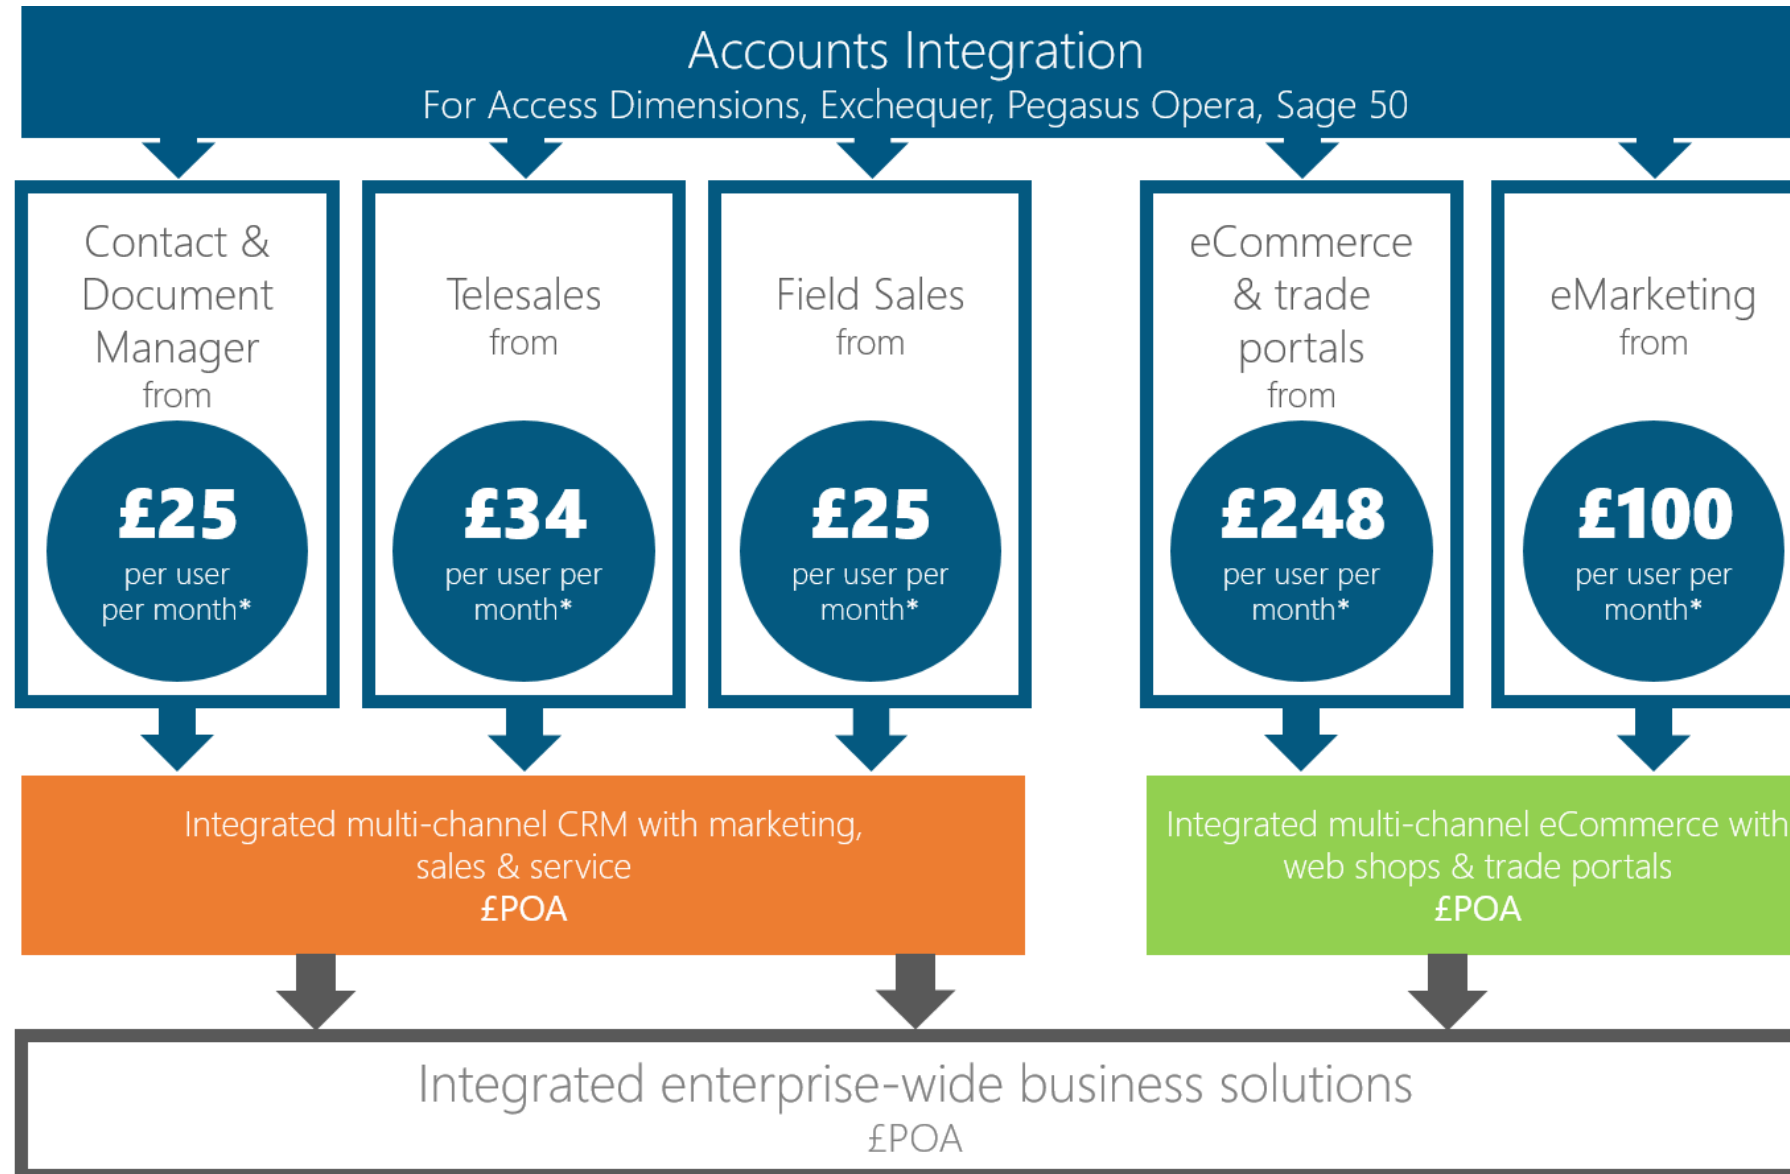 Accounts Integration
For Access Dimensions, Exchequer, Pegasus Opera, Sage 50
Contact &
Document
Manager
from
£25
per user
per month*
Telesales
from
£34
per user per
month*
Field Sales
from
£25
per user per
month*
eCommerce
& trade
portals
from
£248
per user per
month*
eMarketing
from
£100
per user per
month*
Integrated multi-channel CRM with marketing,
sales & service
£POA
Integrated multi-channel eCommerce with
web shops & trade portals
£POA
Integrated enterprise-wide business solutions
£POA